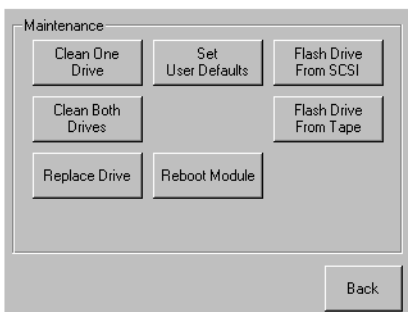 Maintenance
Clean One
Drive
Set
User Defaults
Flash Drive
From SCSI
Clean Both
Drives
Flash Drive
From Tape
Replace Drive
Reboot Module
Back